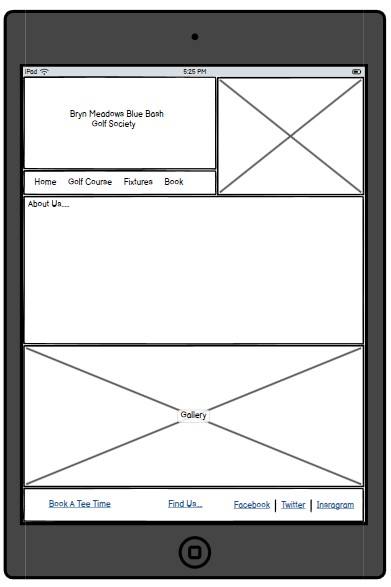 iPad 5:25 PM
Bryn Meadows Blue Bash
Golf Society
Home Golf Course Fixtures Book
About Us....
Gallery
Book A Tee Time Find Us... Facebook | Twitter | Insragram